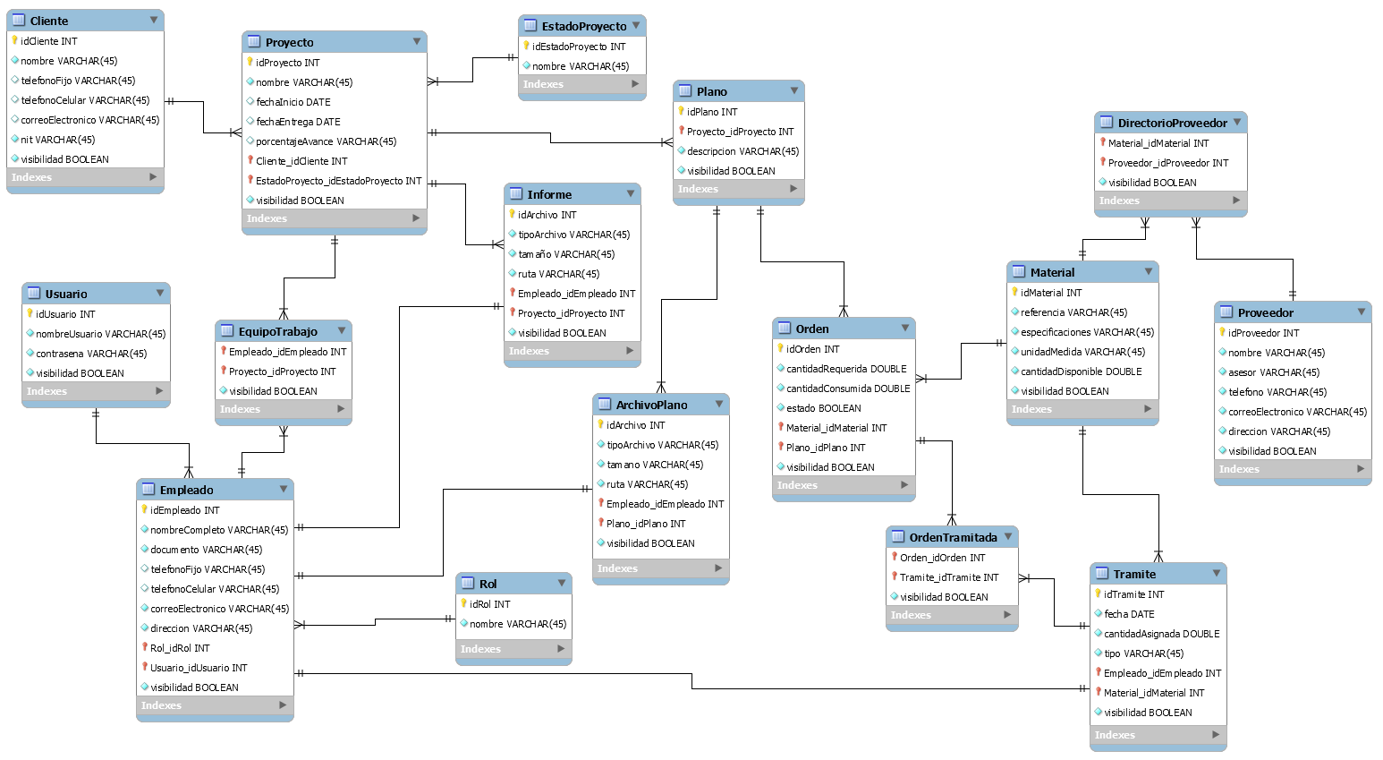 Cliente
idCliente INT
nombre VARCHAR(45)
telefonoFijo VARCHAR(45)
telefonoCelular VARCHAR(45)
correoElectronico VARCHAR(45)
nit VARCHAR(45)
visibilidad BOOLEAN
Indexes
Proyecto
idProyecto INT
nombre VARCHAR(45)
fechaInicio DATE
fechaEntrega DATE
porcentajeAvance VARCHAR(45)
Cliente_idCliente INT
EstadoProyecto_idEstadoProyecto INT
visibilidad BOOLEAN
Indexes
EstadoProyecto
idEstadoProyecto INT
nombre VARCHAR(45)
Indexes
Plano
idPlano INT
Proyecto_idProyecto INT
descripcion VARCHAR(45)
visibilidad BOOLEAN
Indexes
DirectorioProveedor
Material_idMaterial INT
Proveedor_idProveedor INT
visibilidad BOOLEAN
Indexes
Informe
idArchivo INT
tipoArchivo VARCHAR(45)
tamaño VARCHAR(45)
ruta VARCHAR(45)
Empleado_idEmpleado INT
Proyecto_idProyecto INT
visibilidad BOOLEAN
Indexes
Usuario
idUsuario INT
nombreUsuario VARCHAR(45)
contrasena VARCHAR(45)
visibilidad BOOLEAN
Indexes
EquipoTrabajo
Empleado_idEmpleado INT
Proyecto_idProyecto INT
visibilidad BOOLEAN
Indexes
Orden
idOrden INT
cantidadRequerida DOUBLE
cantidadConsumida DOUBLE
estado BOOLEAN
Material_idMaterial INT
Plano_idPlano INT
visibilidad BOOLEAN
Indexes
Material
idMaterial INT
referencia VARCHAR(45)
especificaciones VARCHAR(45)
unidadMedida VARCHAR(45)
cantidadDisponible DOUBLE
visibilidad BOOLEAN
Indexes
Proveedor
idProveedor INT
nombre VARCHAR(45)
asesor VARCHAR(45)
telefono VARCHAR(45)
correoElectronico VARCHAR(45)
direccion VARCHAR(45)
visibilidad BOOLEAN
Indexes
ArchivoPlano
idArchivo INT
tipoArchivo VARCHAR(45)
tamano VARCHAR(45)
ruta VARCHAR(45)
Empleado_idEmpleado INT
Plano_idPlano INT
visibilidad BOOLEAN
Indexes
Empleado
idEmpleado INT
nombreCompleto VARCHAR(45)
documento VARCHAR(45)
telefonoFijo VARCHAR(45)
telefonoCelular VARCHAR(45)
correoElectronico VARCHAR(45)
direccion VARCHAR(45)
Rol_idRol INT
Usuario_idUsuario INT
visibilidad BOOLEAN
Indexes
Rol
idRol INT
nombre VARCHAR(45)
Indexes
OrdenTramitada
Orden_idOrden INT
Tramite_idTramite INT
visibilidad BOOLEAN
Indexes
Tramite
idTramite INT
fecha DATE
cantidadAsignada DOUBLE
tipo VARCHAR(45)
Empleado_idEmpleado INT
Material_idMaterial INT
visibilidad BOOLEAN
Indexes